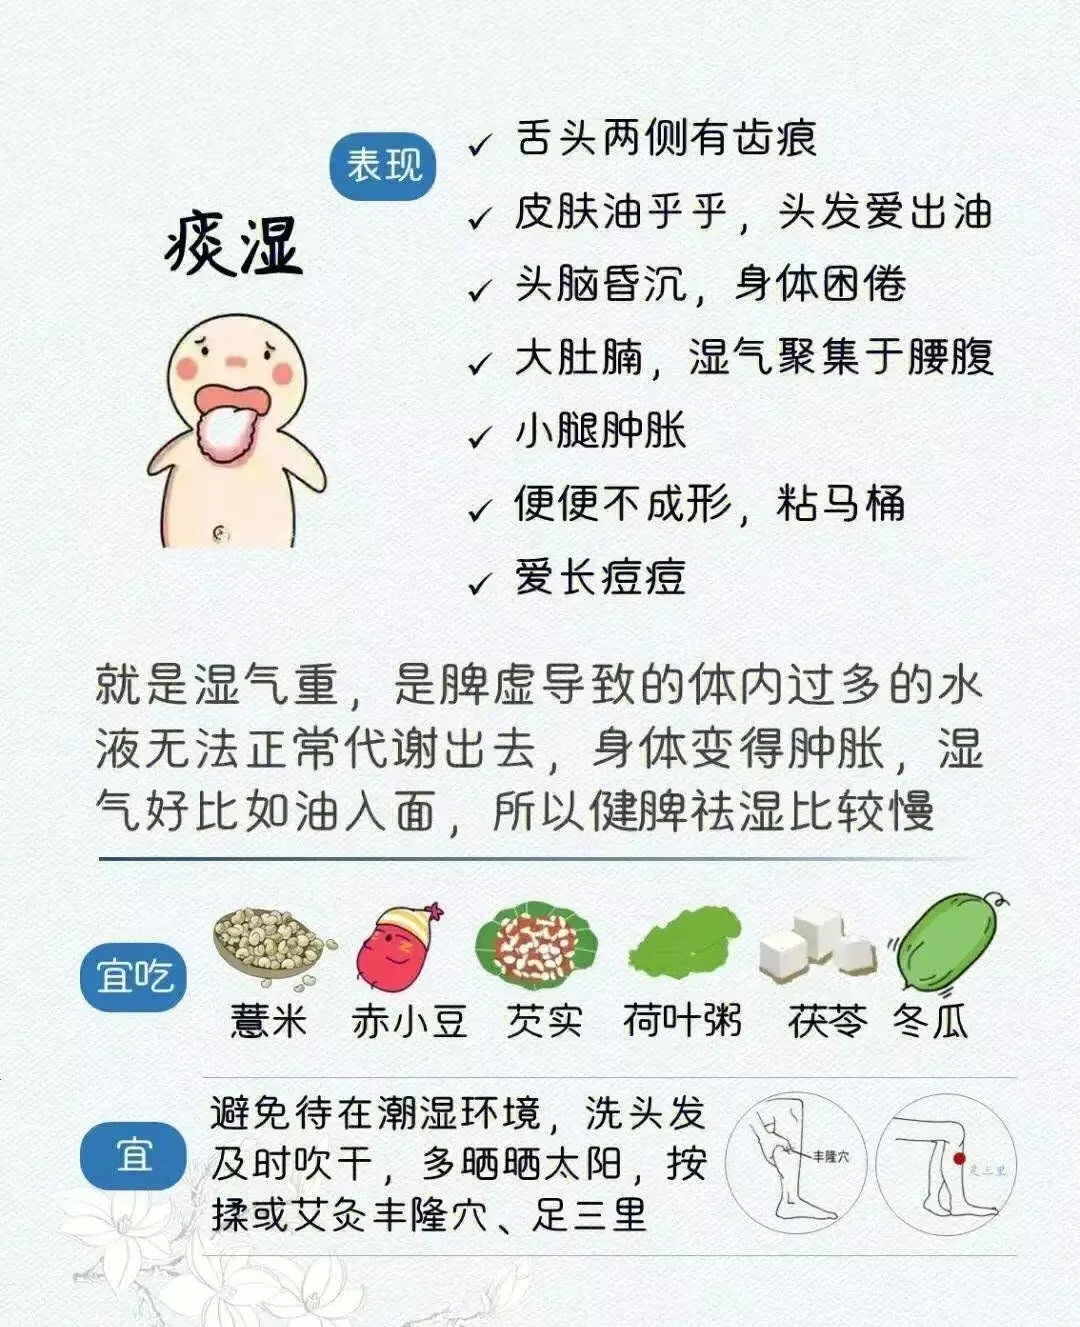 表现
痰湿
舌头两侧有齿痕
皮肤油乎乎，头发爱出油
头脑昏沉，身体困倦
大肚腩，湿气聚集于腰腹
小腿肿胀
便便不成形，粘马桶
爱长痘痘
就是湿气重，是脾虚导致的体内过多的水
液无法正常代谢出去，身体变得肿胀，湿
气好比如油入面，所以健脾祛湿比较慢
宜吃
薏米 赤小豆 芡实 荷叶粥 茯苓 冬瓜
宜
避免待在潮湿环境，洗头发
及时吹干，多晒晒太阳，按
揉或艾灸丰隆穴、足三里
丰隆穴
足三里